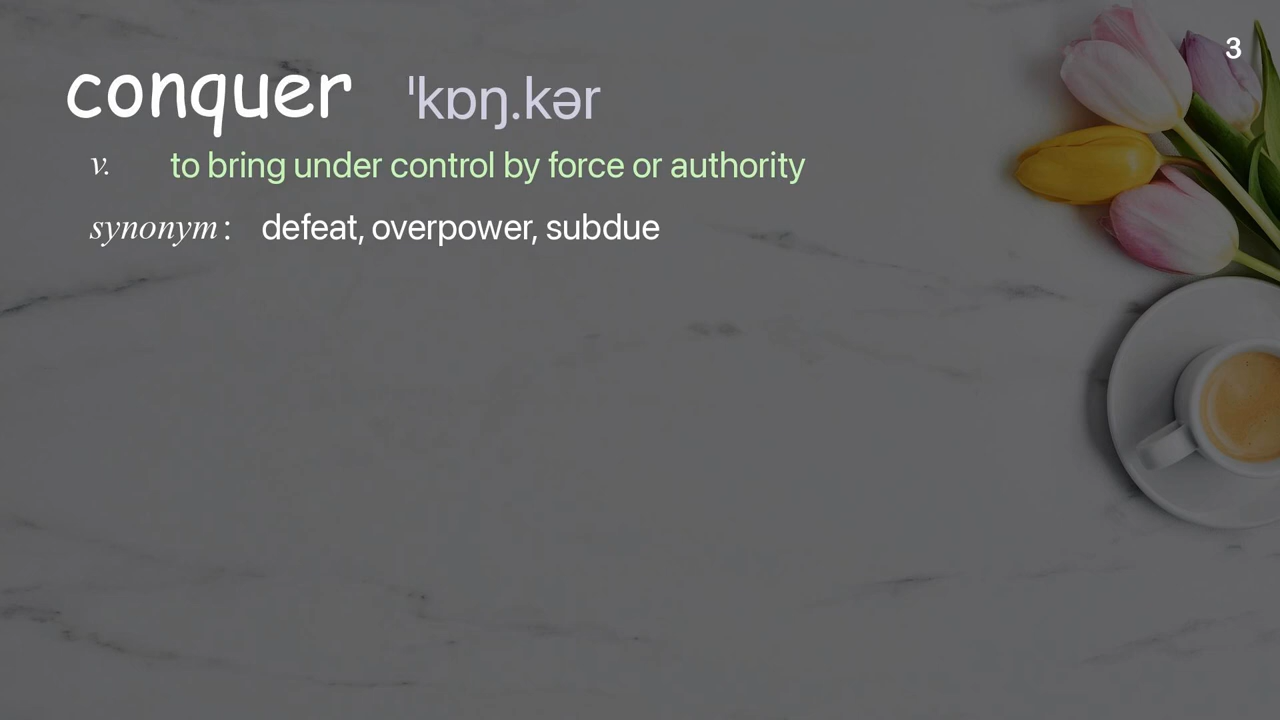 3
conquer ˈkɒŋ.kər
v. to bring under control by force or authority
synonym: defeat, overpower, subdue